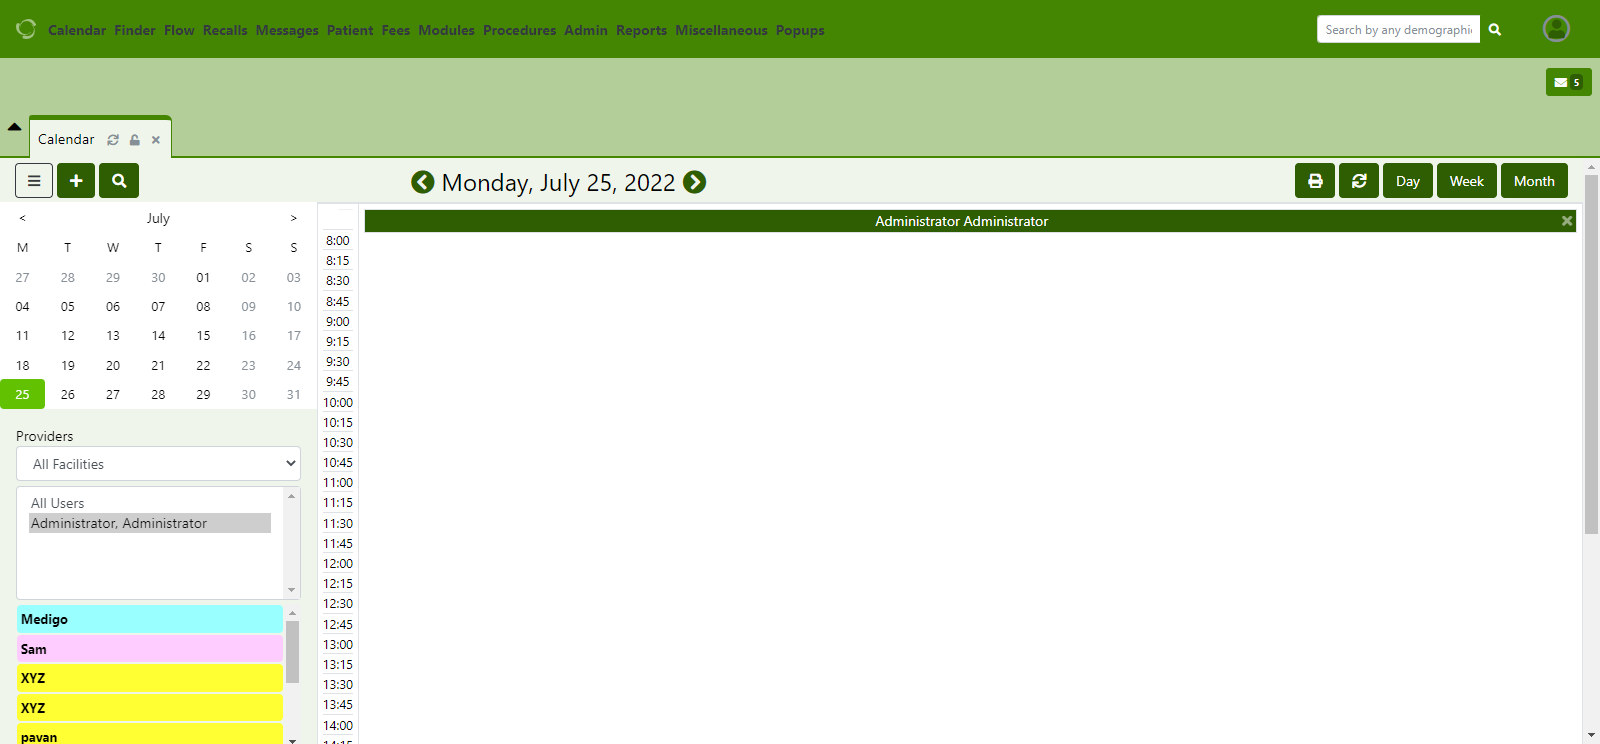 Calendar Finder Flow Recalls Messages Patient Fees Modules Procedures Admin Reports Miscellaneous Popups
Search by any demographic
5
Calendar
Monday, July 25, 2022
Day Week Month
< July >
M T W T F S S
27 28 29 30 01 02 03
04 05 06 07 08 09 10
11 12 13 14 15 16 17
18 19 20 21 22 23 24
25 26 27 28 29 30 31
Providers
All Facilities
All Users
Administrator, Administrator
Medigo
Sam
XYZ
XYZ
pavan
Administrator Administrator
8:00
8:15
8:30
8:45
9:00
9:15
9:30
9:45
10:00
10:15
10:30
10:45
11:00
11:15
11:30
11:45
12:00
12:15
12:30
12:45
13:00
13:15
13:30
13:45
14:00
14:15